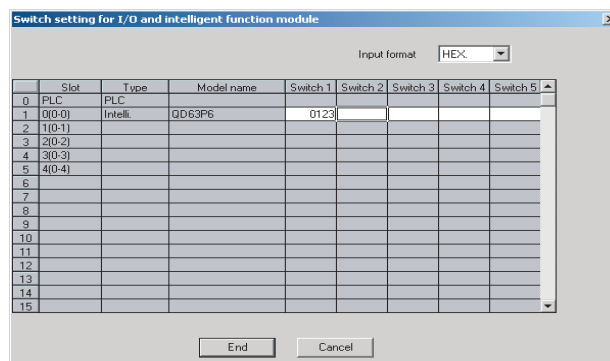 Switch setting for I/O and intelligent function module
Input format HEX.
Slot Type Model name Switch 1 Switch 2 Switch 3 Switch 4 Switch 5
0 PLC PLC
1 0(0-0) Intelli. QD63P6 0123
2 1(0-1)
3 2(0-2)
4 3(0-3)
5 4(0-4)
6
7
8
9
10
11
12
13
14
15
End Cancel